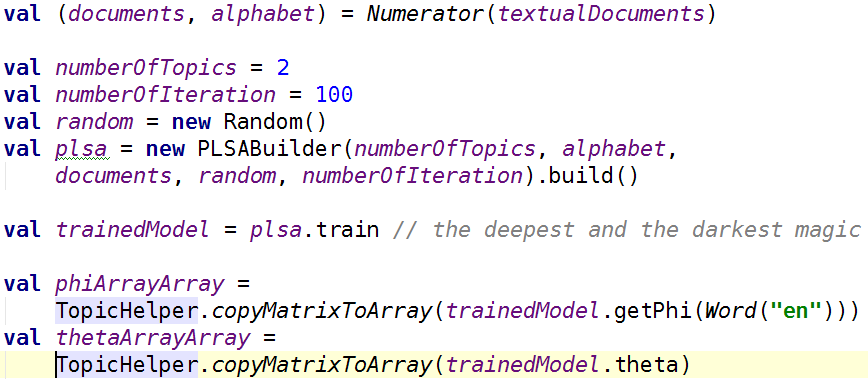 val (documents, alphabet) = Numerator(textualDocuments)
val numberOfTopics = 2
val numberOfIteration = 100
val random = new Random()
val plsa = new PLSABuilder(numberOfTopics, alphabet,
documents, random, numberOfIteration).build()
val trainedModel = plsa.train // the deepest and the darkest magic
val phiArrayArray =
TopicHelper.copyMatrixToArray(trainedModel.getPhi(Word("en")))
val thetaArrayArray =
TopicHelper.copyMatrixToArray(trainedModel.theta)